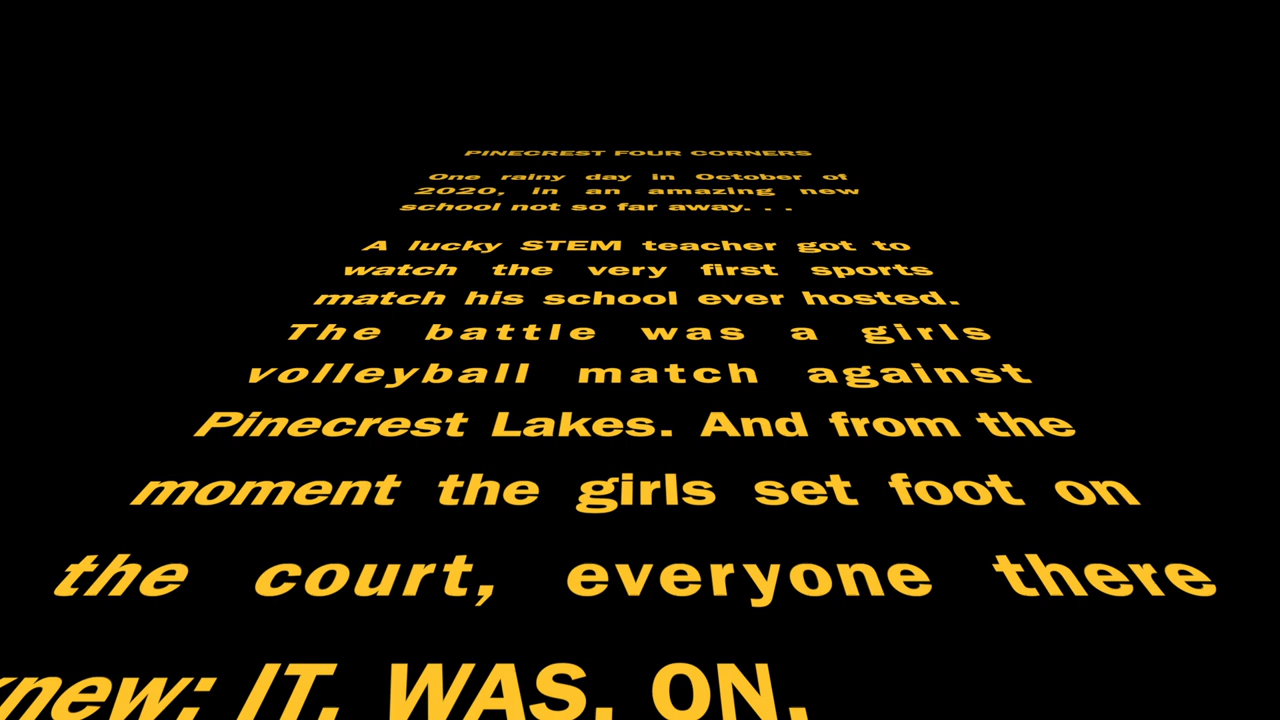 PINECREST FOUR CORNERS
One rainy day in October of
2020, in an amazing new
school not so far away. . .
A lucky STEM teacher got to
watch the very first sports
match his school ever hosted.
The battle was a girls
volleyball match against
Pinecrest Lakes. And from the
moment the girls set foot on
the court, everyone there
knew: IT. WAS. ON.